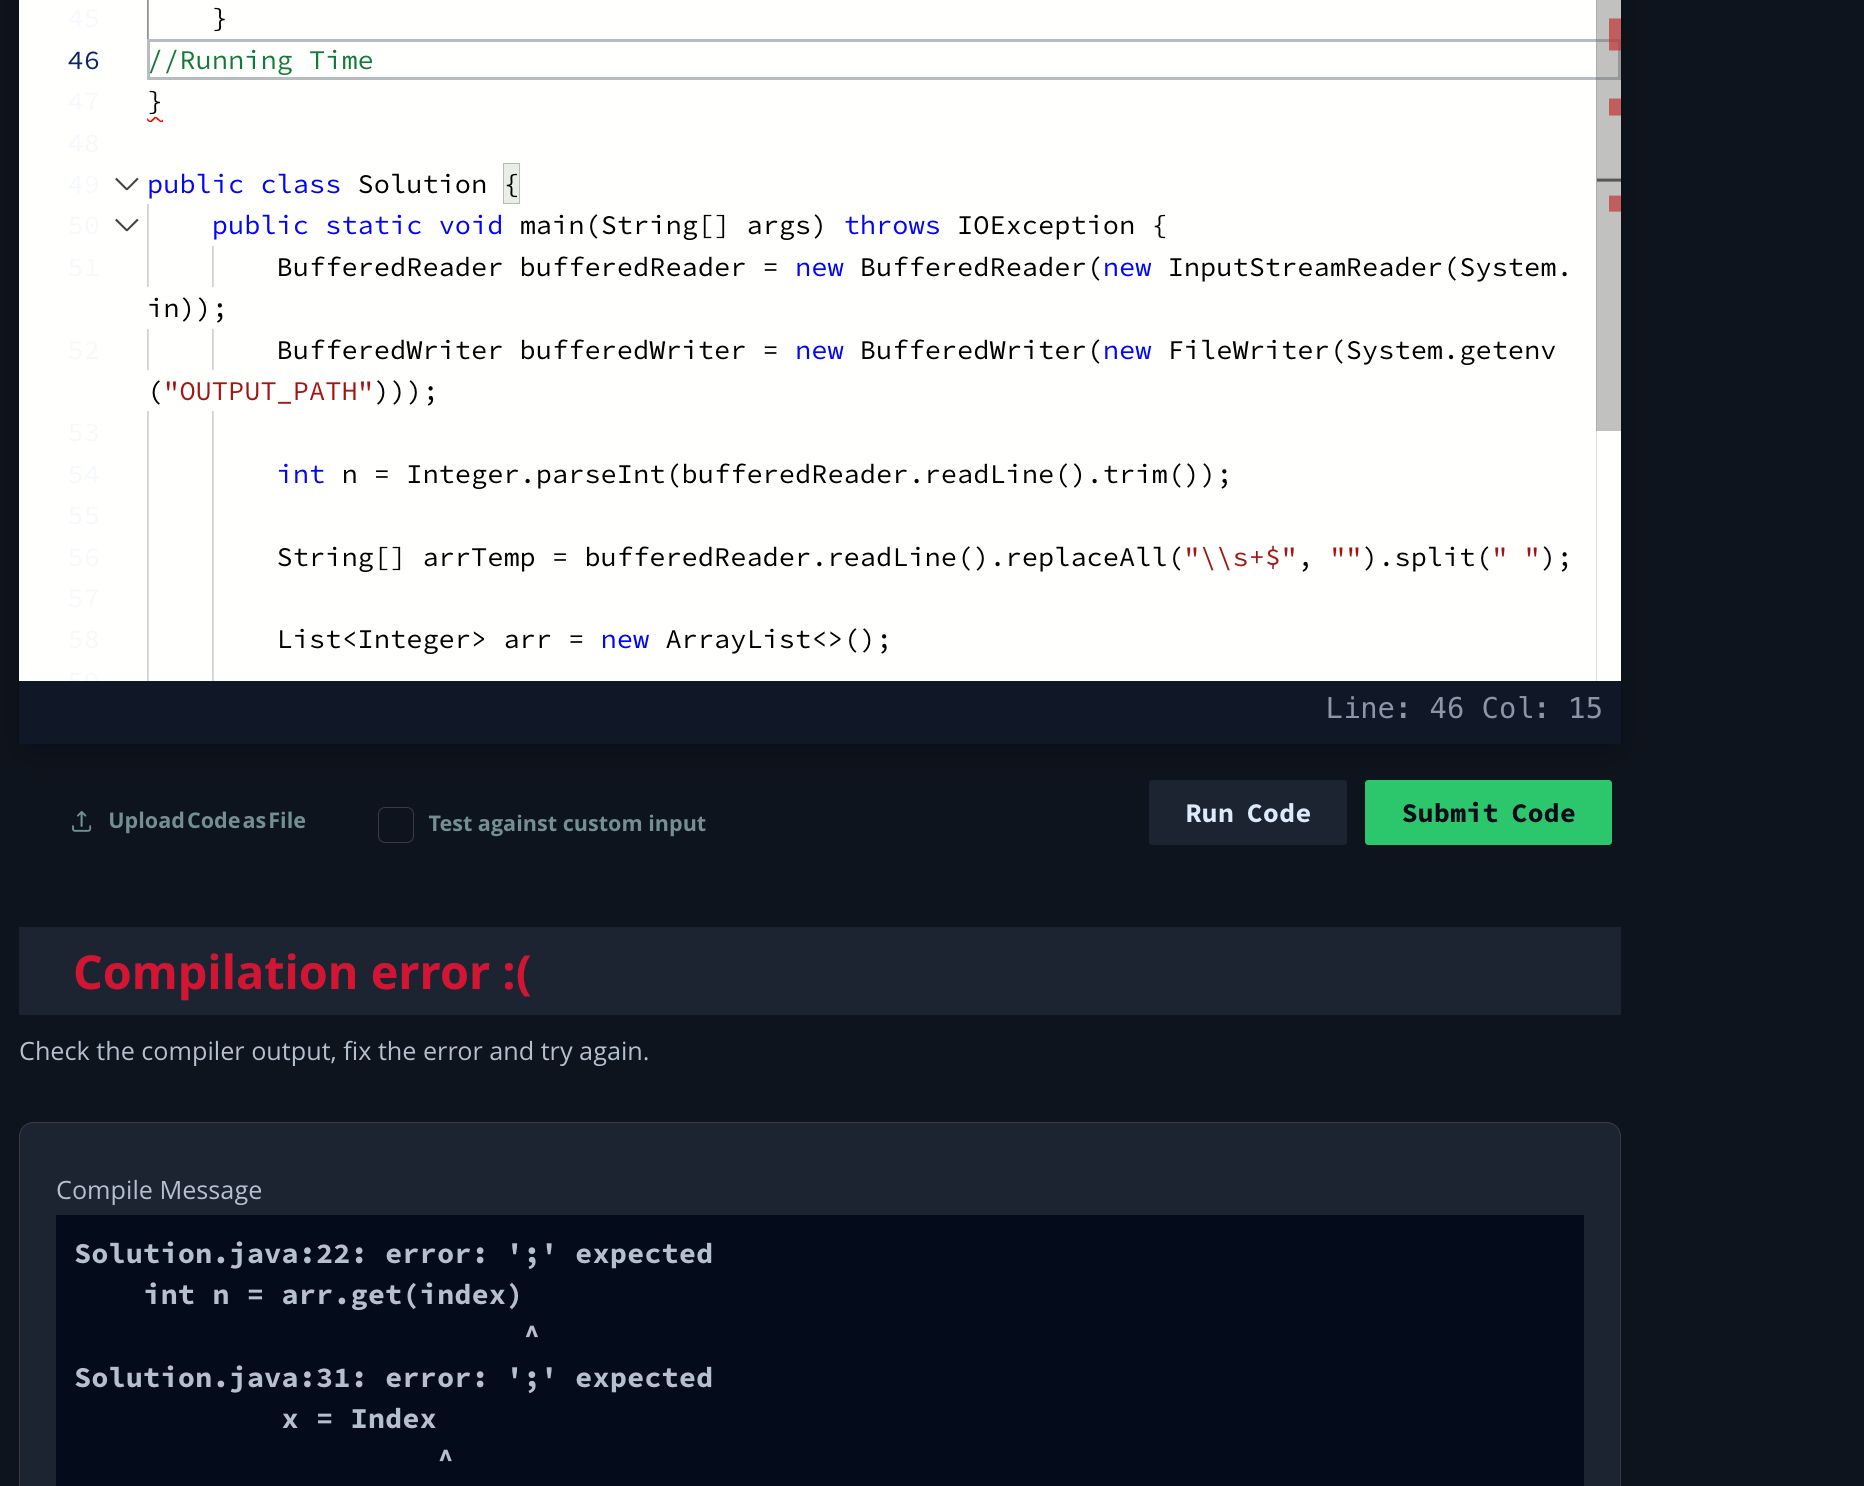 45 }
46 //Running Time
47 }
48
49 public class Solution {
50 public static void main(String[] args) throws IOException {
51 BufferedReader bufferedReader = new BufferedReader(new InputStreamReader(System.
in));
52 BufferedWriter bufferedWriter = new BufferedWriter(new FileWriter(System.getenv
("OUTPUT_PATH")));
53
54 int n = Integer.parseInt(bufferedReader.readLine().trim());
55
56 String[] arrTemp = bufferedReader.readLine().replaceAll("\\s+$", "").split(" ");
57
58 List<Integer> arr = new ArrayList<>();
59
Line: 46 Col: 15
Upload Code as File
Test against custom input
Run Code
Submit Code
Compilation error :(
Check the compiler output, fix the error and try again.
Compile Message
Solution.java:22: error: ';' expected
int n = arr.get(index)
^
Solution.java:31: error: ';' expected
x = Index
^